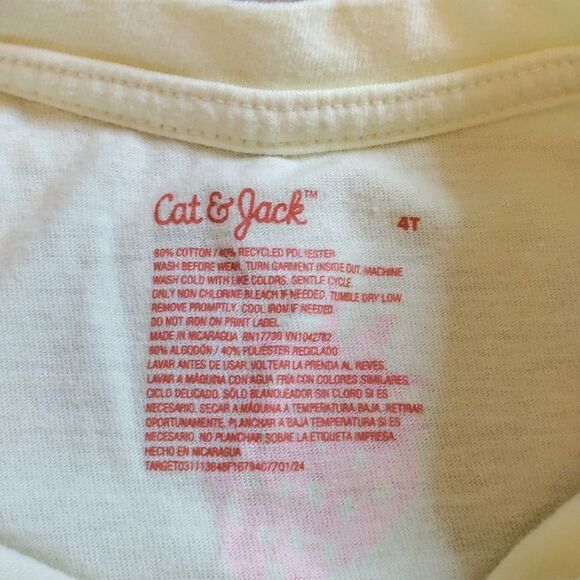 Cat & Jack™ 4T
60% COTTON / 40% RECYCLED POLYESTER
WASH BEFORE WEAR. TURN GARMENT INSIDE OUT. MACHINE
WASH COLD WITH LIKE COLORS. GENTLE CYCLE
ONLY NON CHLORINE BLEACH IF NEEDED. TUMBLE DRY LOW.
REMOVE PROMPTLY. COOL IRON IF NEEDED.
DO NOT IRON ON PRINT LABEL.
MADE IN NICARAGUA RN17730 VN1042782
60% ALGODÓN / 40% POLIÉSTER RECICLADO
LAVAR ANTES DE USAR. VOLTEAR LA PRENDA AL REVÉS.
LAVAR A MÁQUINA CON AGUA FRÍA CON COLORES SIMILARES.
CICLO DELICADO. SÓLO BLANQUEADOR SIN CLORO SI ES
NECESARIO. SECAR A MÁQUINA A TEMPERATURA BAJA. RETIRAR
OPORTUNAMENTE. PLANCHAR A BAJA TEMPERATURA SI ES
NECESARIO. NO PLANCHAR SOBRE LA ETIQUETA IMPRESA.
HECHO EN NICARAGUA